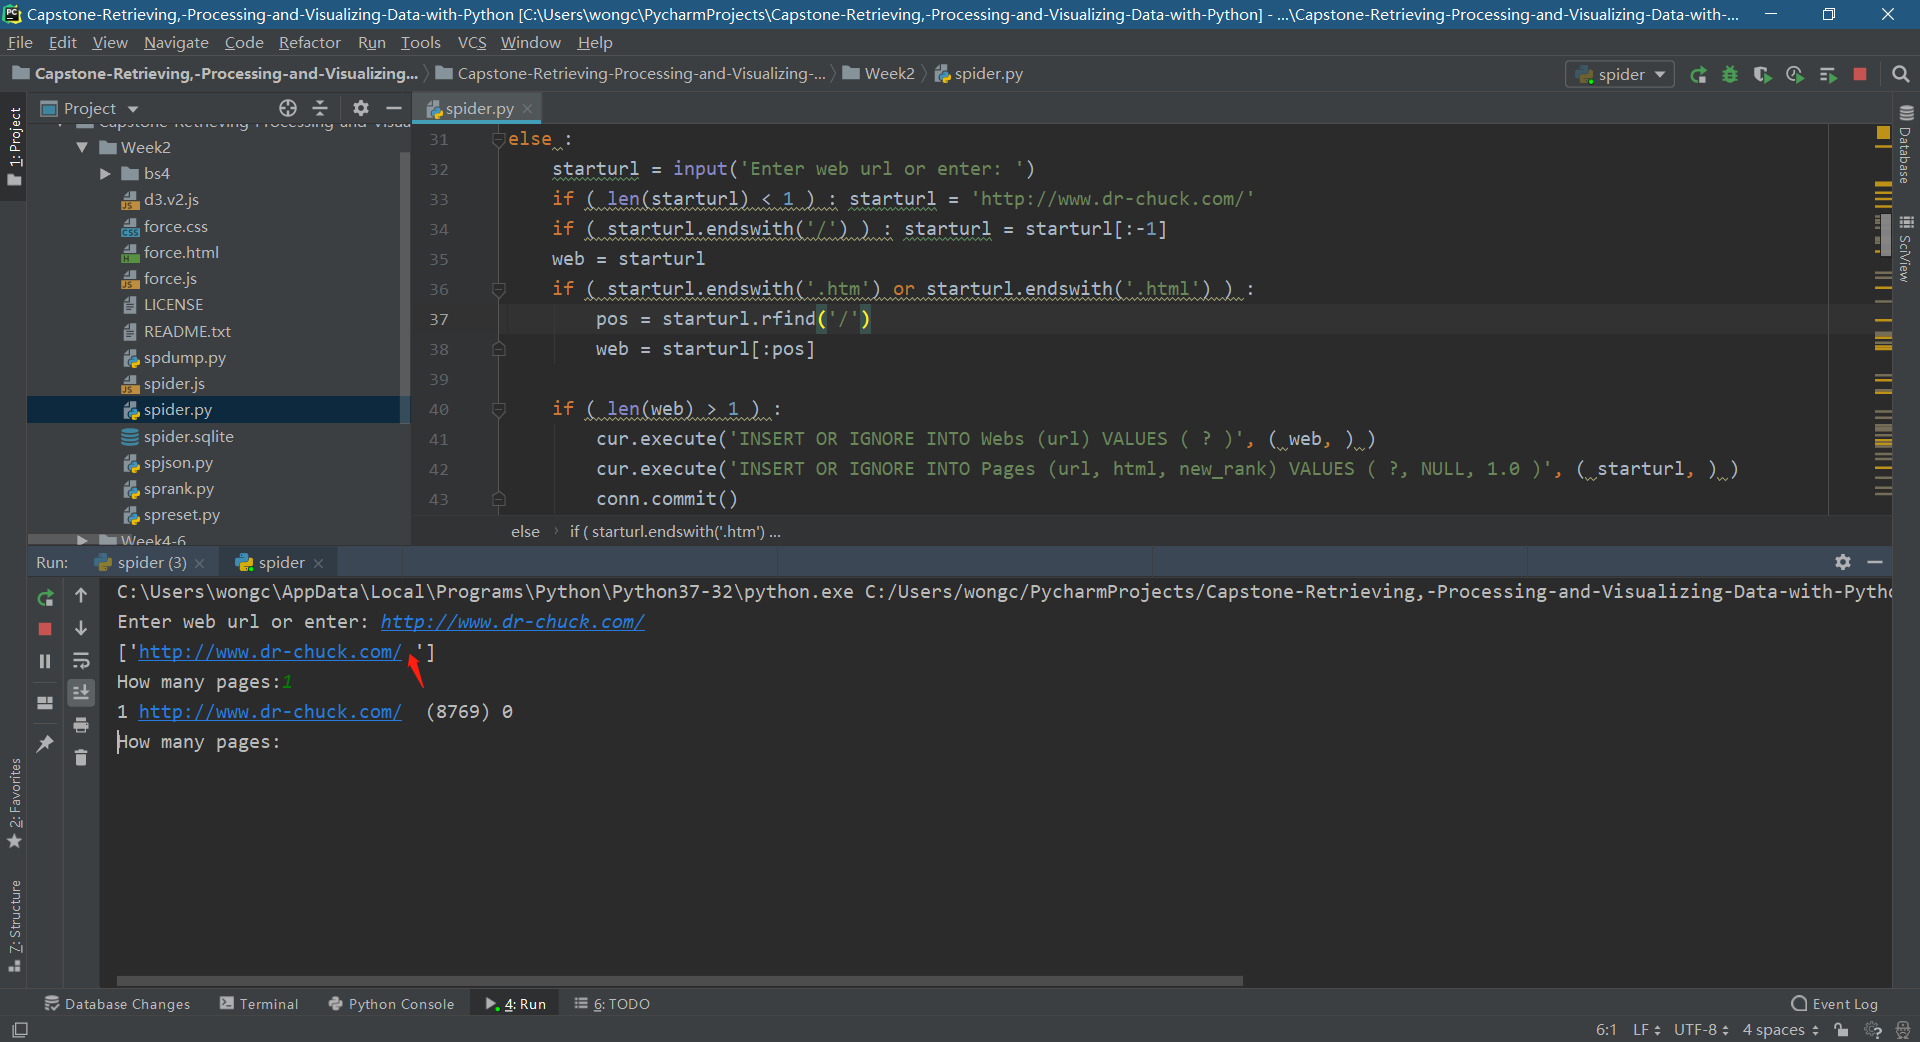 Capstone-Retrieving,-Processing-and-Visualizing-Data-with-Python [C:\Users\wongc\PycharmProjects\Capstone-Retrieving,-Processing-and-Visualizing-Data-with-Python] - ...\Capstone-Retrieving-Processing-and-Visualizing-Data-with-...
File Edit View Navigate Code Refactor Run Tools VCS Window Help
Capstone-Retrieving,-Processing-and-Visualizing... Capstone-Retrieving-Processing-and-Visualizing-... Week2 spider.py spider
1: Project
Project
Week2
bs4
d3.v2.js
force.css
force.html
force.js
LICENSE
README.txt
spdump.py
spider.js
spider.py
spider.sqlite
spjson.py
sprank.py
spreset.py
Week4-6
spider.py
31 else :
32 starturl = input('Enter web url or enter: ')
33 if ( len(starturl) < 1 ) : starturl = 'http://www.dr-chuck.com/'
34 if ( starturl.endswith('/') ) : starturl = starturl[:-1]
35 web = starturl
36 if ( starturl.endswith('.htm') or starturl.endswith('.html') ) :
37 pos = starturl.rfind('/')
38 web = starturl[:pos]
39
40 if ( len(web) > 1 ) :
41 cur.execute('INSERT OR IGNORE INTO Webs (url) VALUES ( ? )', ( web, ) )
42 cur.execute('INSERT OR IGNORE INTO Pages (url, html, new_rank) VALUES ( ?, NULL, 1.0 )', ( starturl, ) )
43 conn.commit()
else if ( starturl.endswith('.htm') ...
Database
SciView
Run: spider (3) spider
C:\Users\wongc\AppData\Local\Programs\Python\Python37-32\python.exe C:/Users/wongc/PycharmProjects/Capstone-Retrieving,-Processing-and-Visualizing-Data-with-Pytho
Enter web url or enter: http://www.dr-chuck.com/
['http://www.dr-chuck.com/ ']
How many pages:1
1 http://www.dr-chuck.com/ (8769) 0
How many pages:
2: Favorites
7: Structure
Database Changes Terminal Python Console 4: Run 6: TODO Event Log
6:1 LF UTF-8 4 spaces